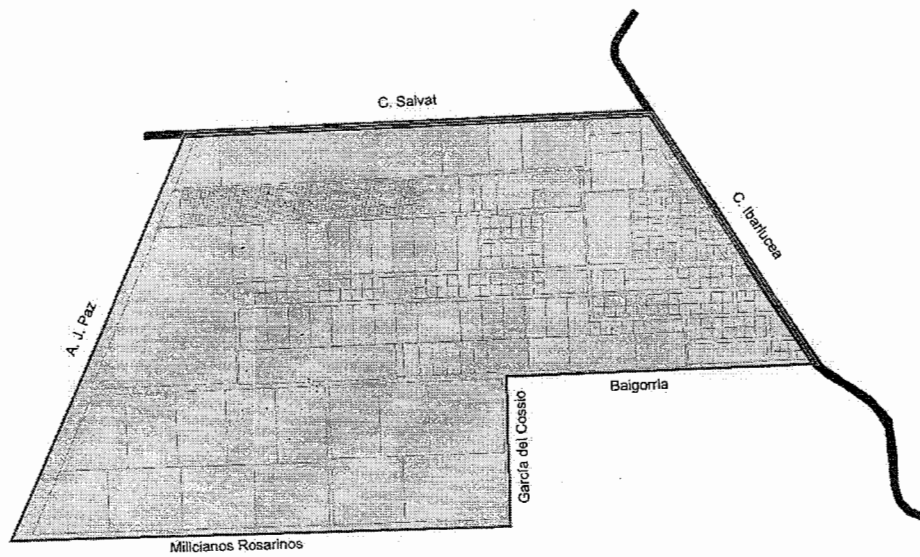 C. Salvat
C. Ibarlucea
A. J. Paz
Baigorria
García del Cossio
Milicianos Rosarinos